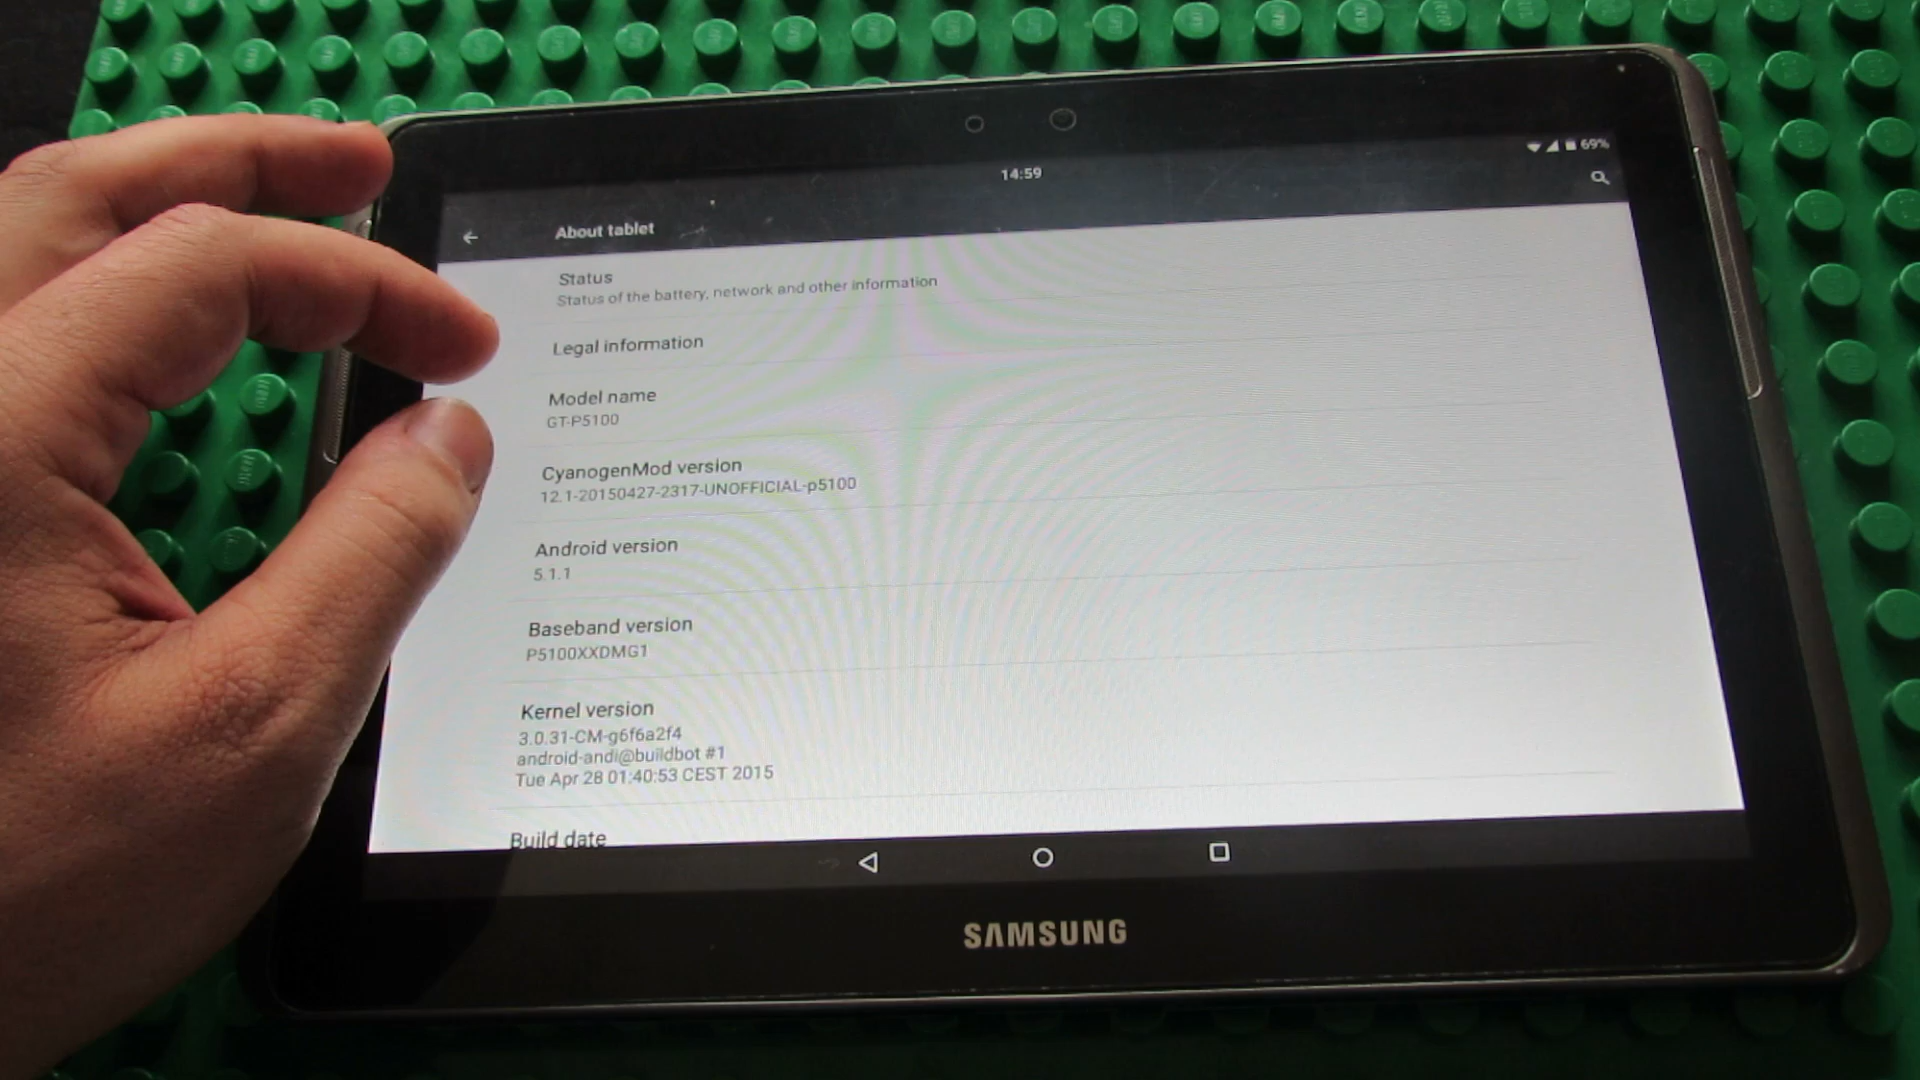 69%
14:59
About tablet
Status
Status of the battery, network and other information
Legal information
Model name
GT-P5100
CyanogenMod version
12.1-20150427-2317-UNOFFICIAL-p5100
Android version
5.1.1
Baseband version
P5100XXDMG1
Kernel version
3.0.31-CM-g6f6a2f4
android-andi@buildbot #1
Tue Apr 28 01:40:53 CEST 2015
Build date
SAMSUNG